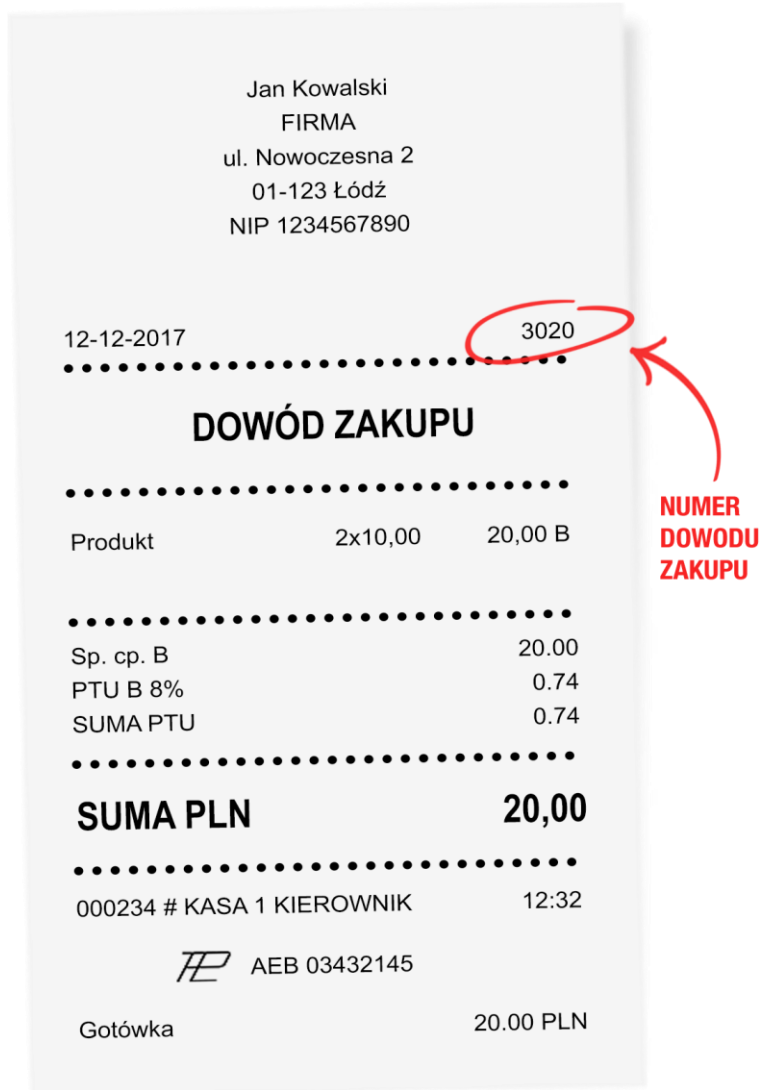 Jan Kowalski
FIRMA
ul. Nowoczesna 2
01-123 Łódź
NIP 1234567890
12-12-2017 3020
DOWÓD ZAKUPU
NUMER
DOWODU
ZAKUPU
Produkt 2x10,00 20,00 B
Sp. cp. B 20.00
PTU B 8% 0.74
SUMA PTU 0.74
SUMA PLN 20,00
000234 # KASA 1 KIEROWNIK 12:32
AEB 03432145
Gotówka 20.00 PLN